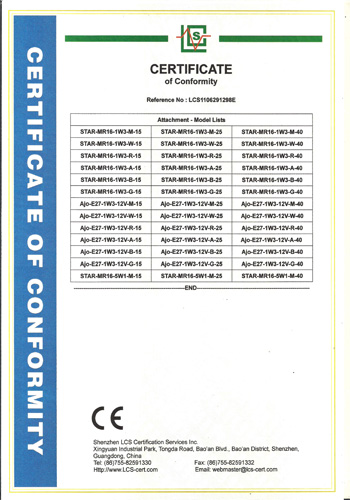 CERTIFICATE OF CONFORMITY
LCS
CERTIFICATE
of Conformity
Reference No : LCS1106291298E
Attachment - Model Lists
STAR-MR16-1W3-M-15 STAR-MR16-1W3-M-25 STAR-MR16-1W3-M-40
STAR-MR16-1W3-W-15 STAR-MR16-1W3-W-25 STAR-MR16-1W3-W-40
STAR-MR16-1W3-R-15 STAR-MR16-1W3-R-25 STAR-MR16-1W3-R-40
STAR-MR16-1W3-A-15 STAR-MR16-1W3-A-25 STAR-MR16-1W3-A-40
STAR-MR16-1W3-B-15 STAR-MR16-1W3-B-25 STAR-MR16-1W3-B-40
STAR-MR16-1W3-G-15 STAR-MR16-1W3-G-25 STAR-MR16-1W3-G-40
Ajo-E27-1W3-12V-M-15 Ajo-E27-1W3-12V-M-25 Ajo-E27-1W3-12V-M-40
Ajo-E27-1W3-12V-W-15 Ajo-E27-1W3-12V-W-25 Ajo-E27-1W3-12V-W-40
Ajo-E27-1W3-12V-R-15 Ajo-E27-1W3-12V-R-25 Ajo-E27-1W3-12V-R-40
Ajo-E27-1W3-12V-A-15 Ajo-E27-1W3-12V-A-25 Ajo-E27-1W3-12V-A-40
Ajo-E27-1W3-12V-B-15 Ajo-E27-1W3-12V-B-25 Ajo-E27-1W3-12V-B-40
Ajo-E27-1W3-12V-G-15 Ajo-E27-1W3-12V-G-25 Ajo-E27-1W3-12V-G-40
STAR-MR16-5W1-M-15 STAR-MR16-5W1-M-25 STAR-MR16-5W1-M-40
END
CE
Shenzhen LCS Certification Services Inc.
Xingyuan Industrial Park, Tongda Road, Bao'an Blvd., Bao'an District, Shenzhen,
Guangdong, China
Tel: (86)755-82591330 Fax: (86)755-82591332
Http://www.LCS-cert.com Email: webmaster@lcs-cert.com